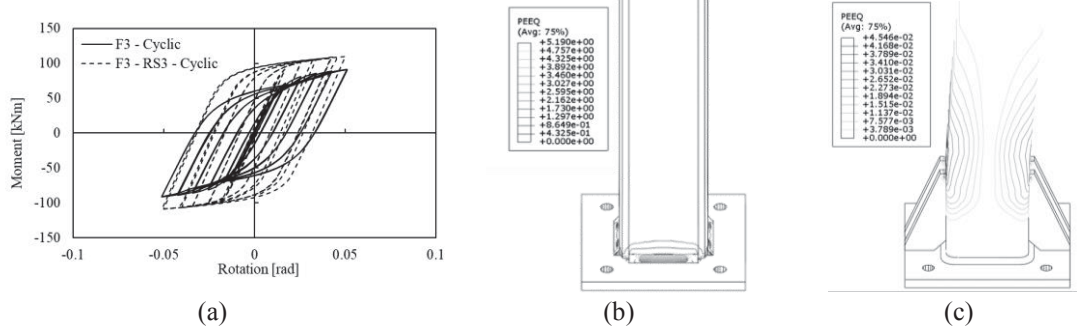 150
100
50
0
-50
-100
-150
Moment [kNm]
F3 - Cyclic
F3 - RS3 - Cyclic
-0.1
-0.05
0
0.05
0.1
Rotation [rad]
(a)
PEEQ
(Avg: 75%)
+5.190e+00
+4.757e+00
+4.325e+00
+3.892e+00
+3.460e+00
+3.027e+00
+2.595e+00
+2.162e+00
+1.730e+00
+1.297e+00
+8.649e-01
+4.325e-01
+0.000e+00
(b)
PEEQ
(Avg: 75%)
+4.546e-02
+4.168e-02
+3.789e-02
+3.410e-02
+3.031e-02
+2.652e-02
+2.273e-02
+1.894e-02
+1.515e-02
+1.137e-02
+7.577e-03
+3.789e-03
+0.000e+00
(c)